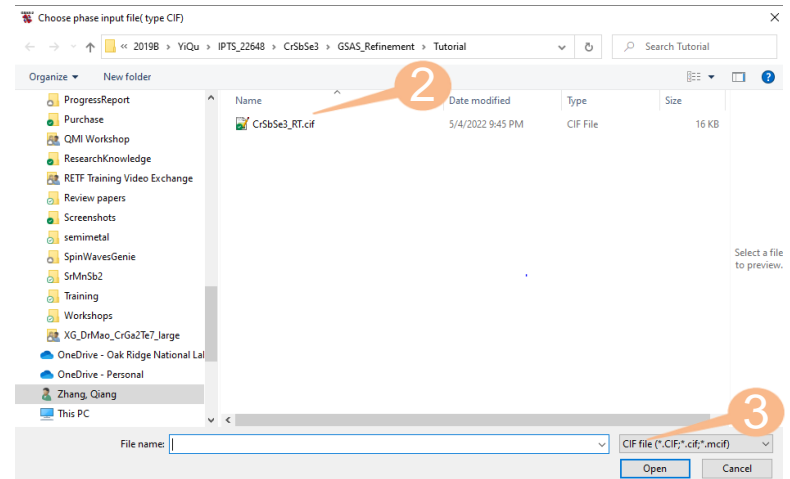 Choose phase input file( type CIF)
« 2019B > YiQu > IPTS_22648 > CrSbSe3 > GSAS_Refinement > Tutorial
Search Tutorial
Organize
New folder
ProgressReport
Purchase
QMI Workshop
ResearchKnowledge
RETF Training Video Exchange
Review papers
Screenshots
semimetal
SpinWavesGenie
SrMnSb2
Training
Workshops
XG_DrMao_CrGa2Te7_large
OneDrive - Oak Ridge National Lal
OneDrive - Personal
Zhang, Qiang
This PC
Name Date modified Type Size
CrSbSe3_RT.cif 5/4/2022 9:45 PM CIF File 16 KB
2
Select a file
to preview.
3
File name:
CIF file (*.CIF;*.cif;*.mcif)
Open Cancel